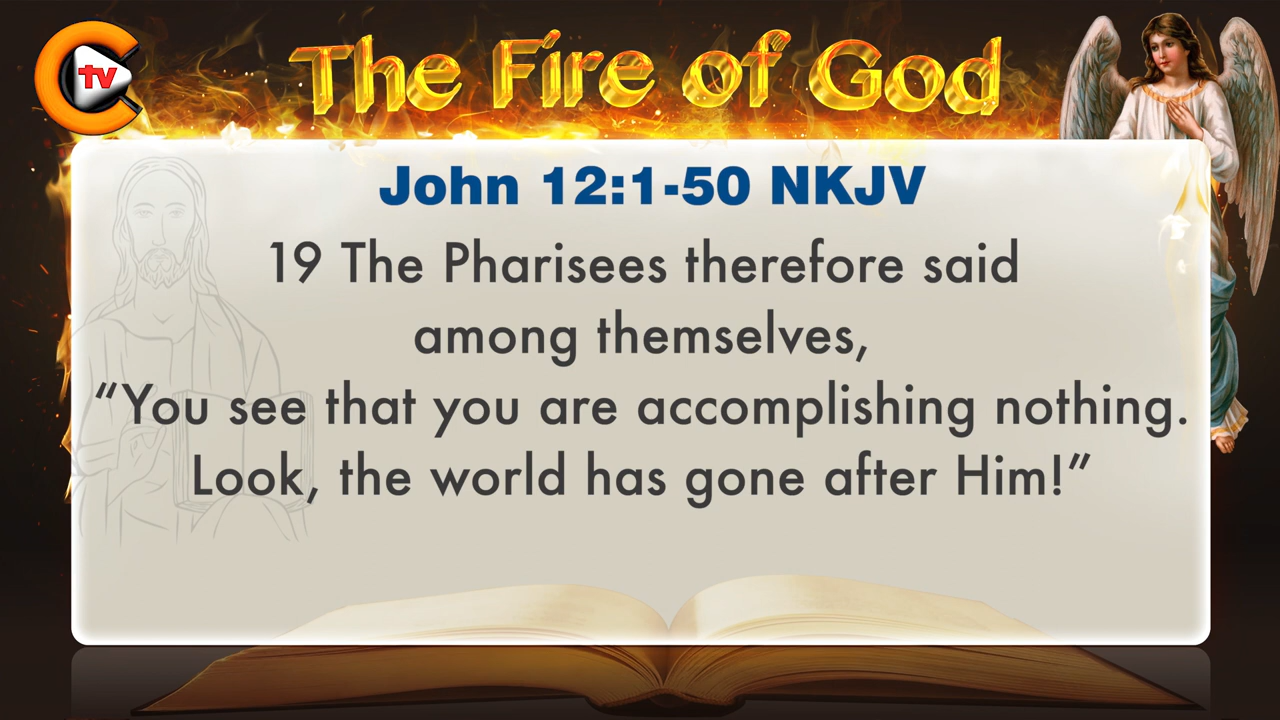 C
tv
The Fire of God
John 12:1-50 NKJV
19 The Pharisees therefore said
among themselves,
“You see that you are accomplishing nothing.
Look, the world has gone after Him!”